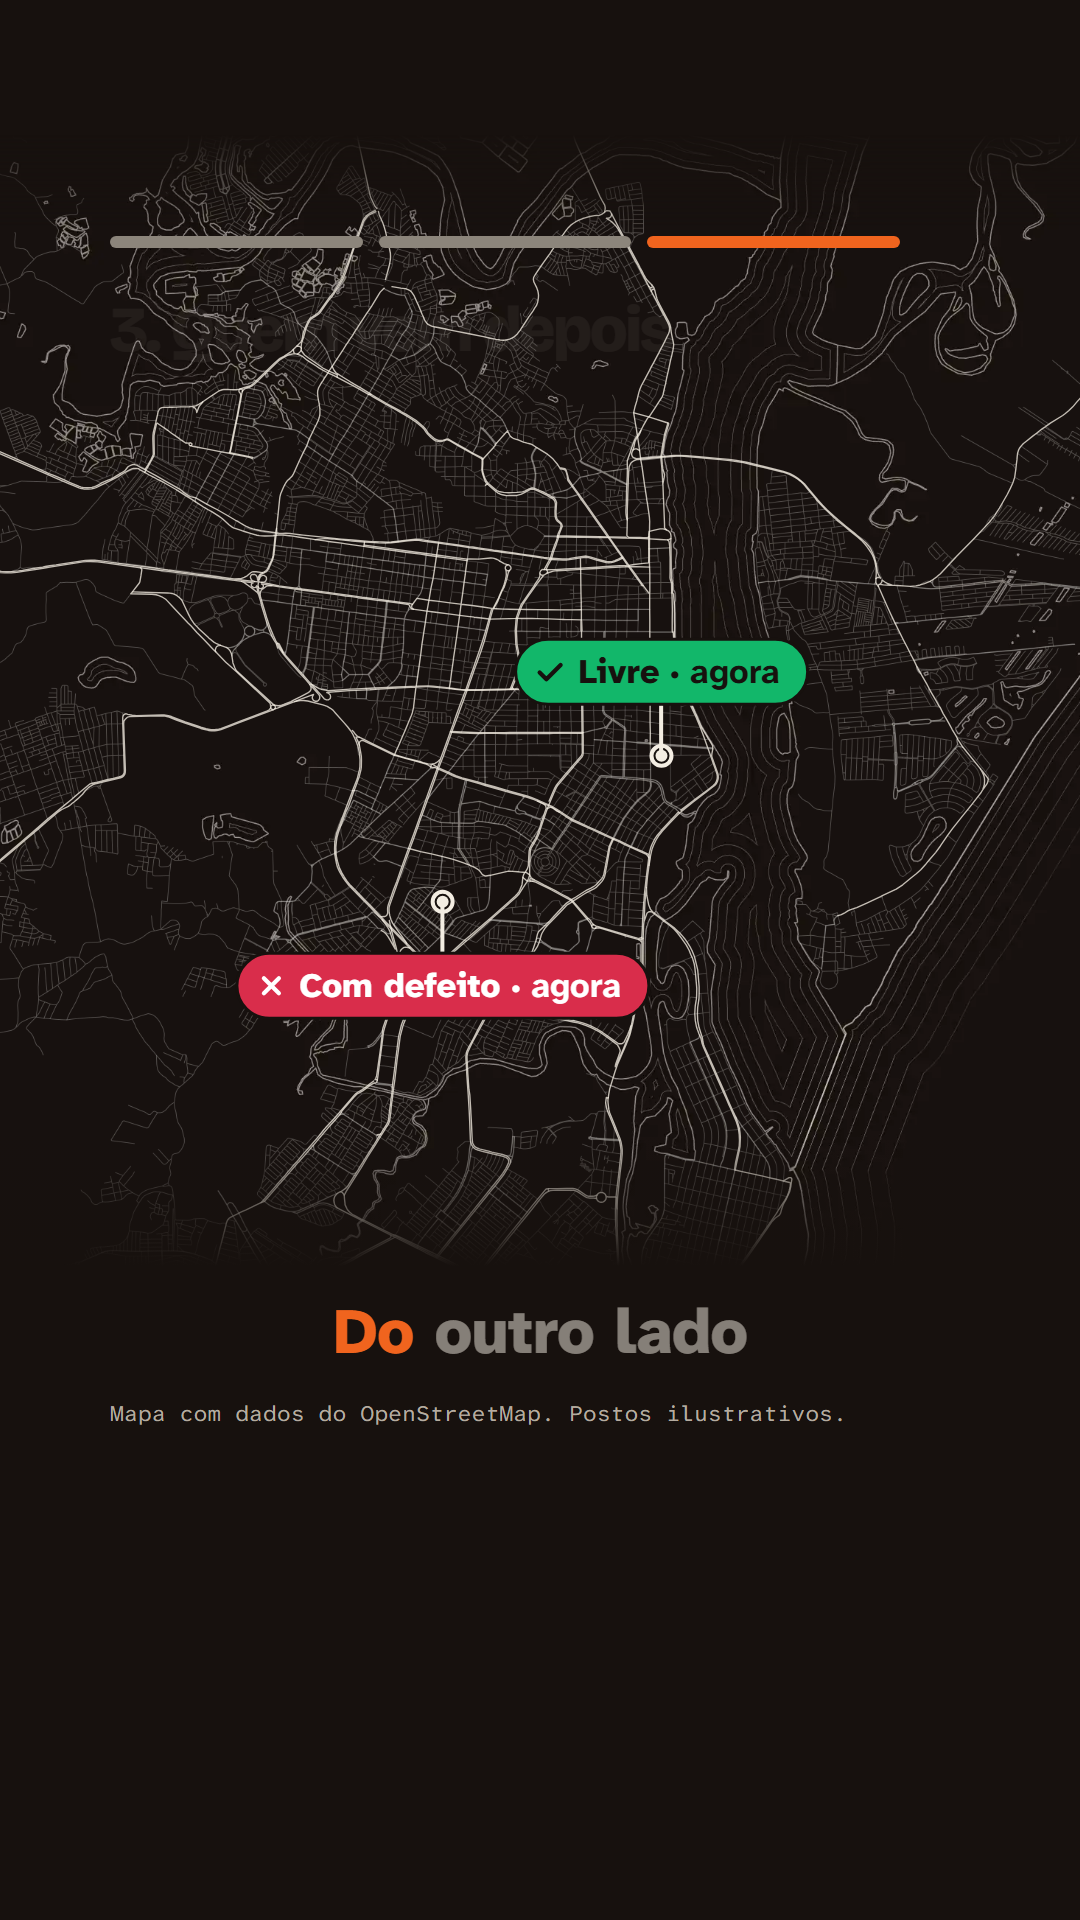 Livre · agora
Com defeito · agora
Do outro lado
Mapa com dados do OpenStreetMap. Postos ilustrativos.